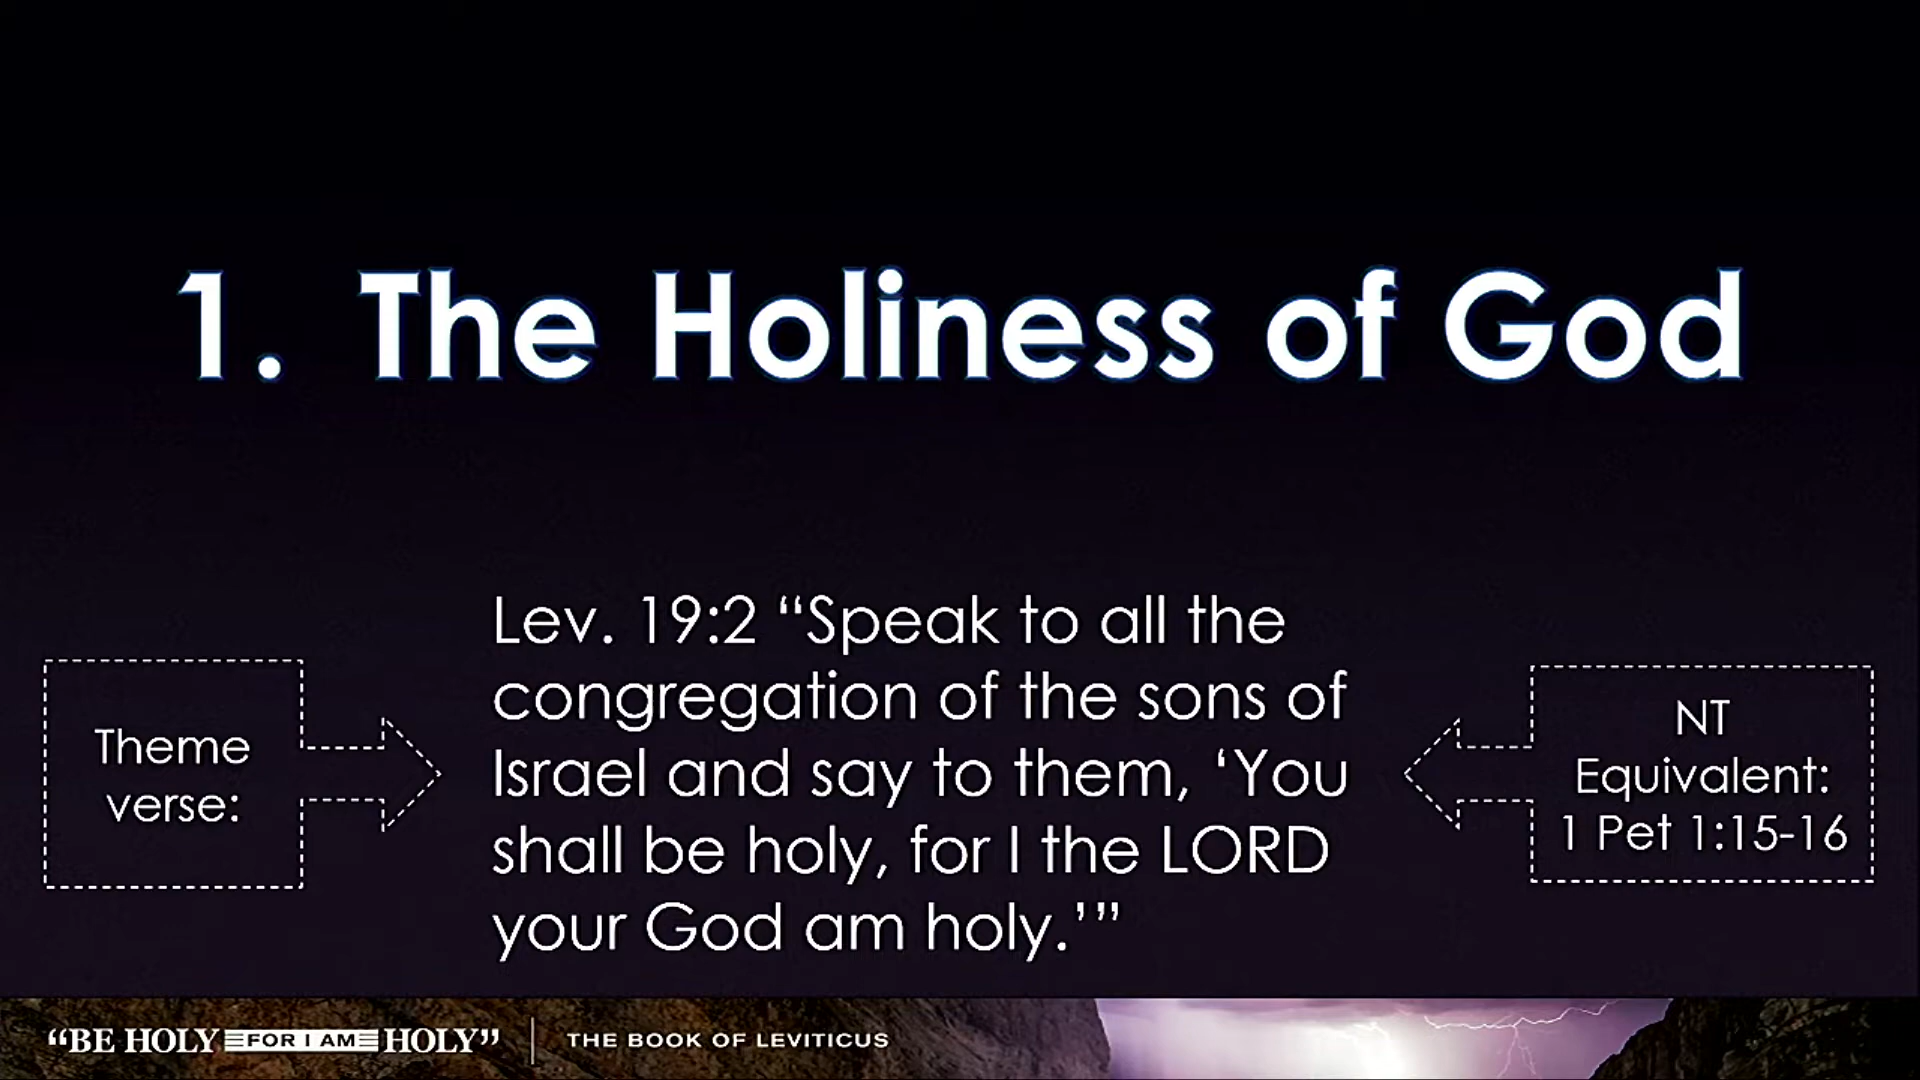 1. The Holiness of God
Theme
verse:
Lev. 19:2 “Speak to all the
congregation of the sons of
Israel and say to them, ‘You
shall be holy, for I the LORD
your God am holy.’”
NT
Equivalent:
1 Pet 1:15-16
“BE HOLY FOR I AM HOLY” | THE BOOK OF LEVITICUS